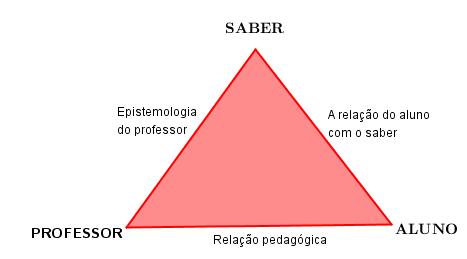 SABER
Epistemologia
do professor
A relação do aluno
com o saber
PROFESSOR
ALUNO
Relação pedagógica